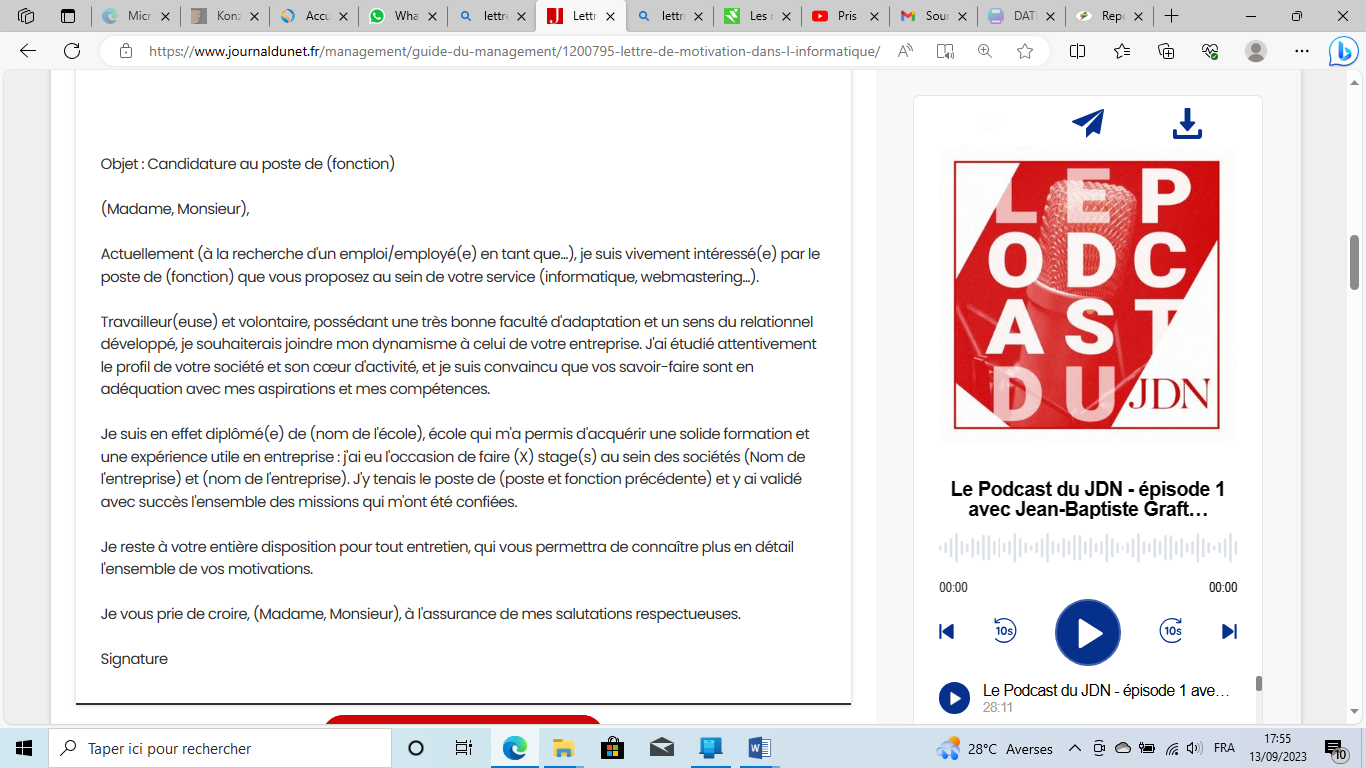 Micr
Konz
Accu
Wha
lettre
Lettr
lettre
Les r
Pris
Sour
DATE
Repo
https://www.journaldunet.fr/management/guide-du-management/1200795-lettre-de-motivation-dans-l-informatique/
Objet : Candidature au poste de (fonction)
(Madame, Monsieur),
Actuellement (à la recherche d'un emploi/employé(e) en tant que...), je suis vivement intéressé(e) par le
poste de (fonction) que vous proposez au sein de votre service (informatique, webmastering...).
Travailleur(euse) et volontaire, possédant une très bonne faculté d'adaptation et un sens du relationnel
développé, je souhaiterais joindre mon dynamisme à celui de votre entreprise. J'ai étudié attentivement
le profil de votre société et son cœur d'activité, et je suis convaincu que vos savoir-faire sont en
adéquation avec mes aspirations et mes compétences.
Je suis en effet diplômé(e) de (nom de l'école), école qui m'a permis d'acquérir une solide formation et
une expérience utile en entreprise : j'ai eu l'occasion de faire (X) stage(s) au sein des sociétés (Nom de
l'entreprise) et (nom de l'entreprise). J'y tenais le poste de (poste et fonction précédente) et y ai validé
avec succès l'ensemble des missions qui m'ont été confiées.
Je reste à votre entière disposition pour tout entretien, qui vous permettra de connaître plus en détail
l'ensemble de vos motivations.
Je vous prie de croire, (Madame, Monsieur), à l'assurance de mes salutations respectueuses.
Signature
LE P
ODC
AST
DU JDN
Le Podcast du JDN - épisode 1
avec Jean-Baptiste Graft...
00:00 00:00
10s 10s
Le Podcast du JDN - épisode 1 ave...
28:11
Taper ici pour rechercher
28°C Averses
FRA
17:55
13/09/2023
10